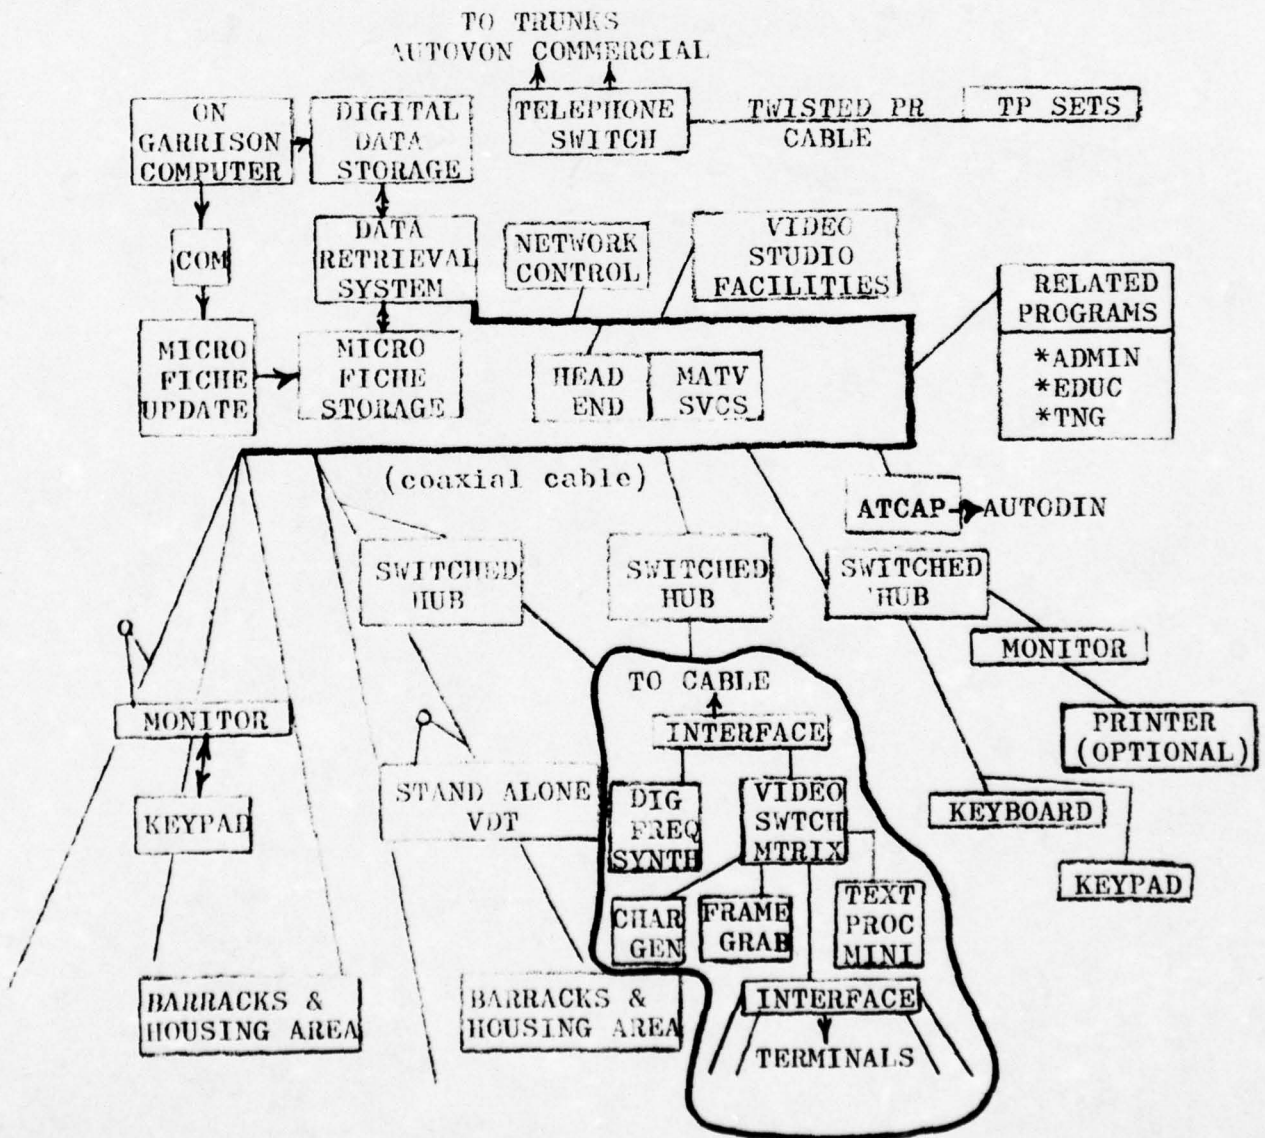 TO TRUNKS
AUTOVON COMMERCIAL
ON
GARRISON
COMPUTER
DIGITAL
DATA
STORAGE
TELEPHONE
SWITCH
TWISTED PR
CABLE
TP SETS
COM
DATA
RETRIEVAL
SYSTEM
NETWORK
CONTROL
VIDEO
STUDIO
FACILITIES
RELATED
PROGRAMS
*ADMIN
*EDUC
*TNG
MICRO
FICHE
UPDATE
MICRO
FICHE
STORAGE
HEAD
END
MATV
SVCS
(coaxial cable)
ATCAP
AUTODIN
SWITCHED
HUB
SWITCHED
HUB
SWITCHED
HUB
MONITOR
PRINTER
(OPTIONAL)
KEYBOARD
KEYPAD
MONITOR
KEYPAD
STAND ALONE
VDT
TO CABLE
INTERFACE
DIG
FREQ
SYNTH
VIDEO
SWTCH
MTRIX
CHAR
GEN
FRAME
GRAB
TEXT
PROC
MINI
INTERFACE
TERMINALS
BARRACKS &
HOUSING AREA
BARRACKS &
HOUSING AREA